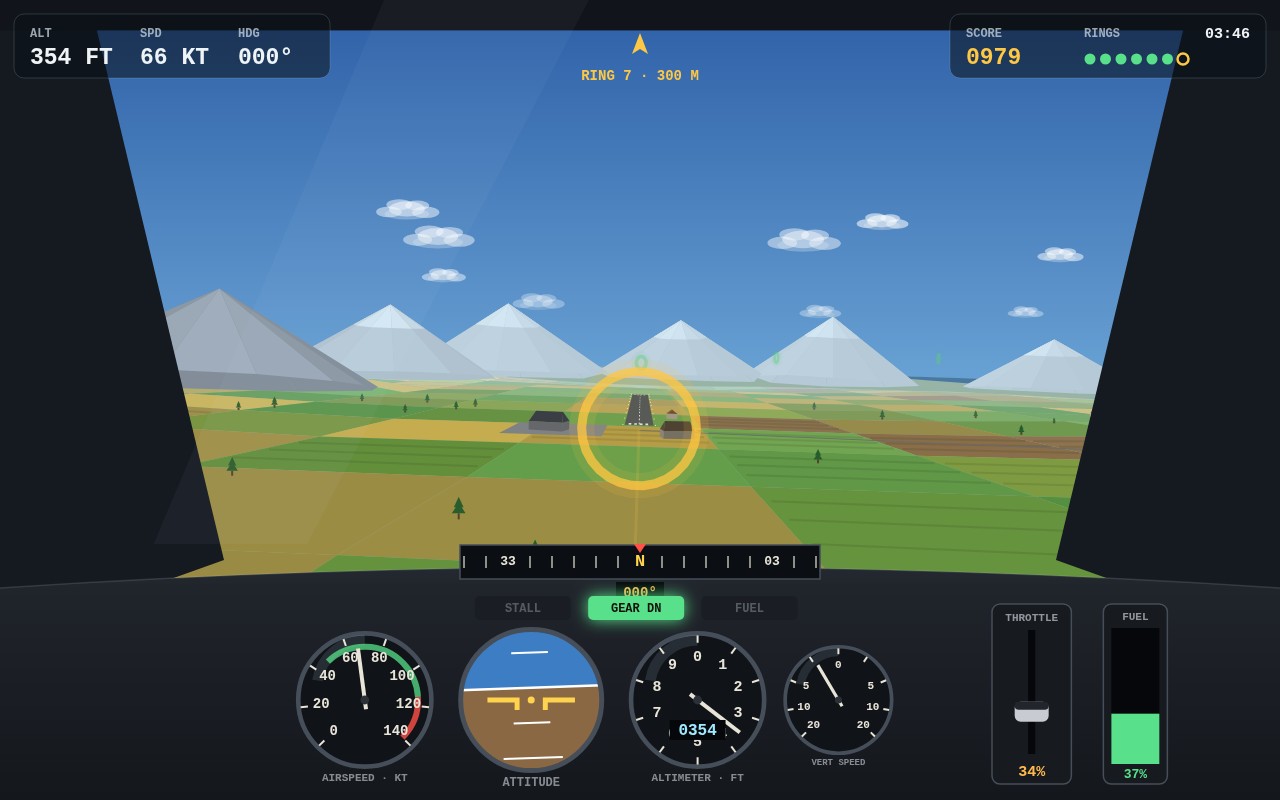 ALT SPD HDG
354 FT 66 KT 000°
RING 7 · 300 M
SCORE RINGS 03:46
0979
33 N 03
000°
STALL GEAR DN FUEL
0 20 40 60 80 100 120 140
AIRSPEED · KT
ATTITUDE
0 1 2 3 5 7 8 9
0354
ALTIMETER · FT
0 5 10 20 5 10 20
VERT SPEED
THROTTLE
34%
FUEL
37%